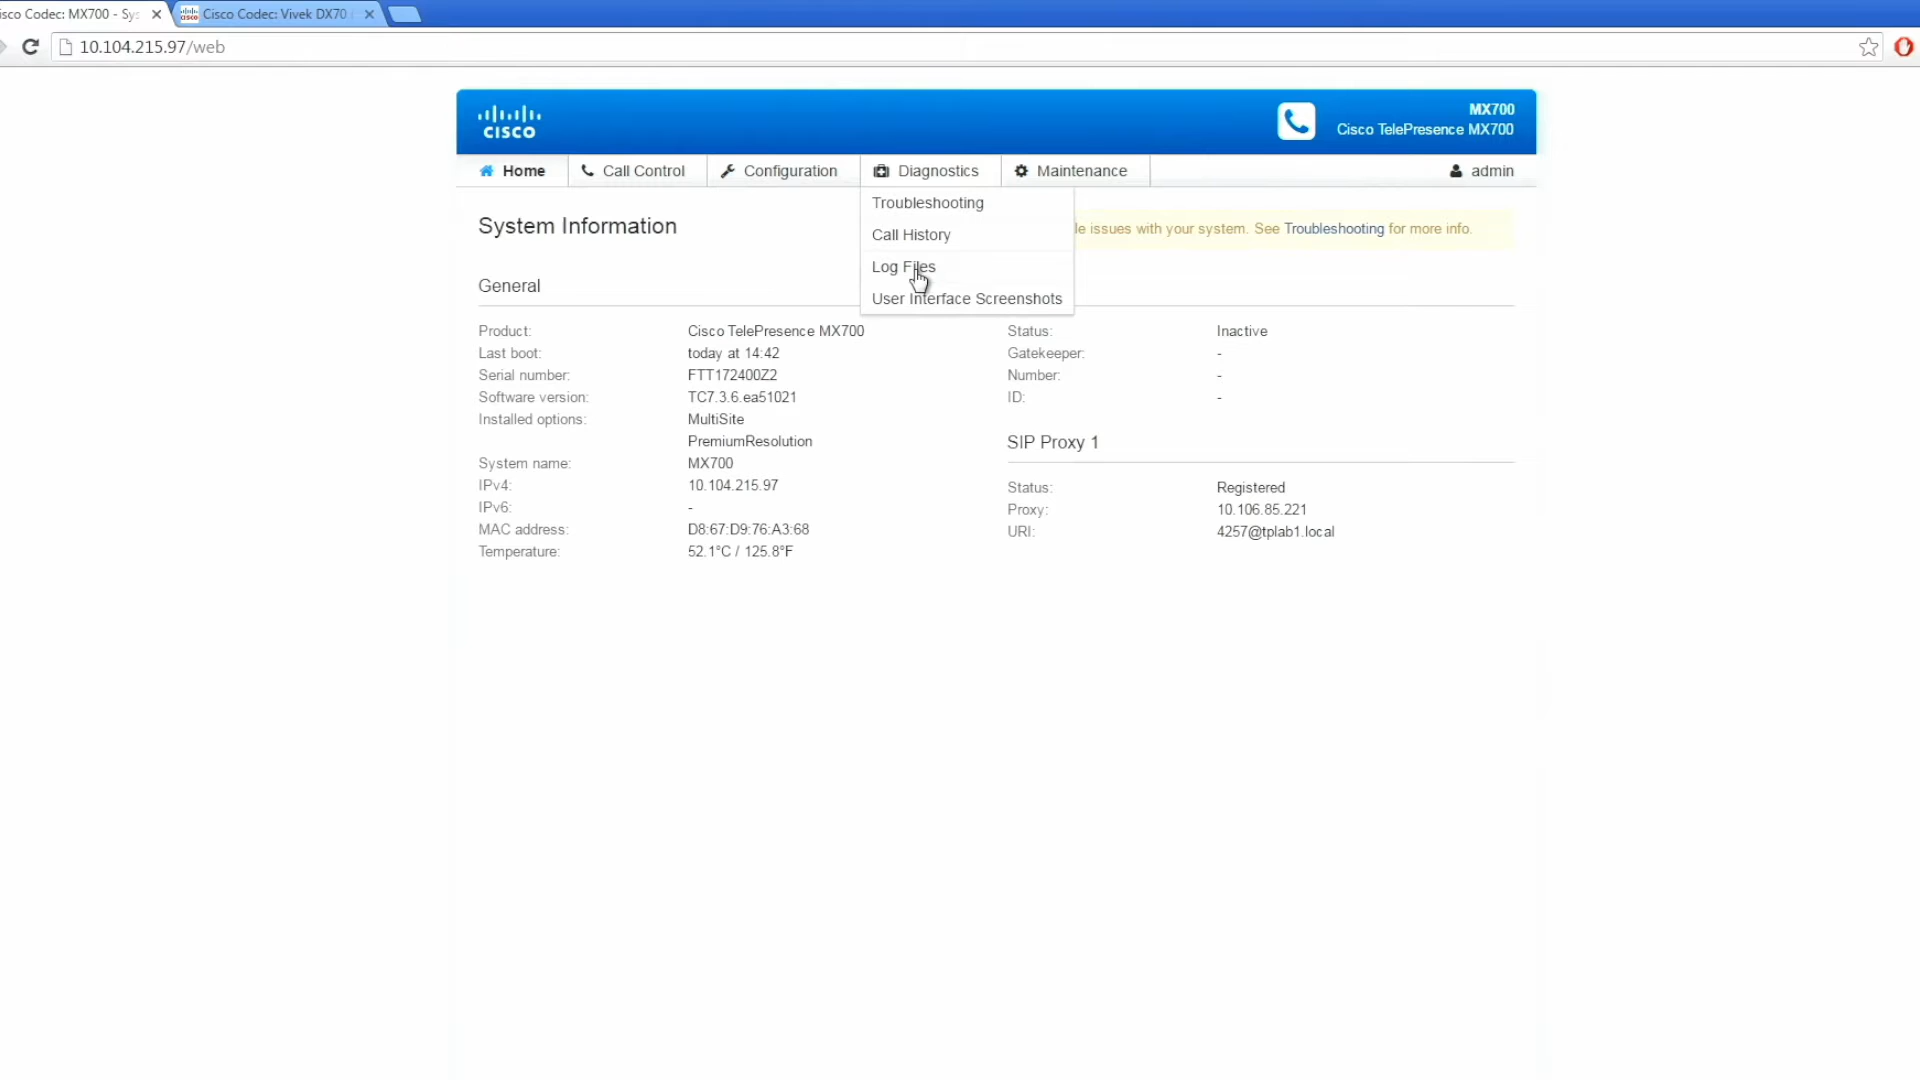 isco Codec: MX700 - Sy
Cisco Codec: Vivek DX70
10.104.215.97/web
CISCO
MX700
Cisco TelePresence MX700
Home
Call Control
Configuration
Diagnostics
Maintenance
admin
Troubleshooting
Call History
Log Files
User Interface Screenshots
System Information
le issues with your system. See Troubleshooting for more info.
General
Product: Cisco TelePresence MX700
Last boot: today at 14:42
Serial number: FTT172400Z2
Software version: TC7.3.6.ea51021
Installed options: MultiSite
PremiumResolution
System name: MX700
IPv4: 10.104.215.97
IPv6: -
MAC address: D8:67:D9:76:A3:68
Temperature: 52.1°C / 125.8°F
Status: Inactive
Gatekeeper: -
Number: -
ID: -
SIP Proxy 1
Status: Registered
Proxy: 10.106.85.221
URI: 4257@tplab1.local